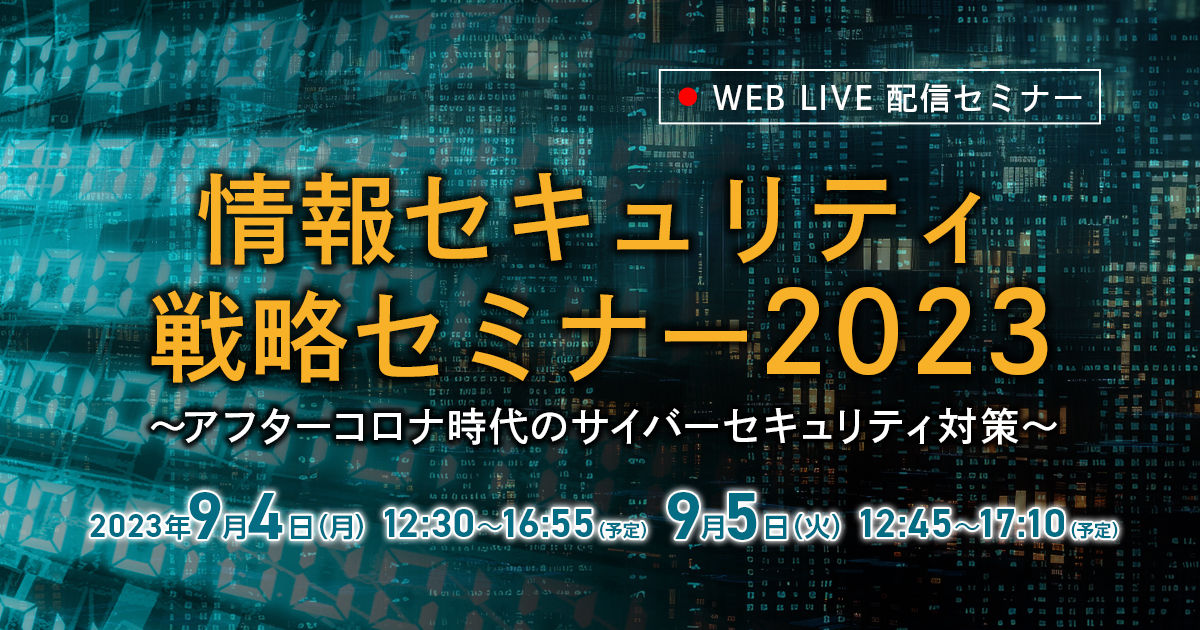 WEB LIVE 配信セミナー
情報セキュリティ
戦略セミナー2023
～アフターコロナ時代のサイバーセキュリティ対策～
2023年9月4日(月) 12:30～16:55(予定) 9月5日(火) 12:45～17:10(予定)